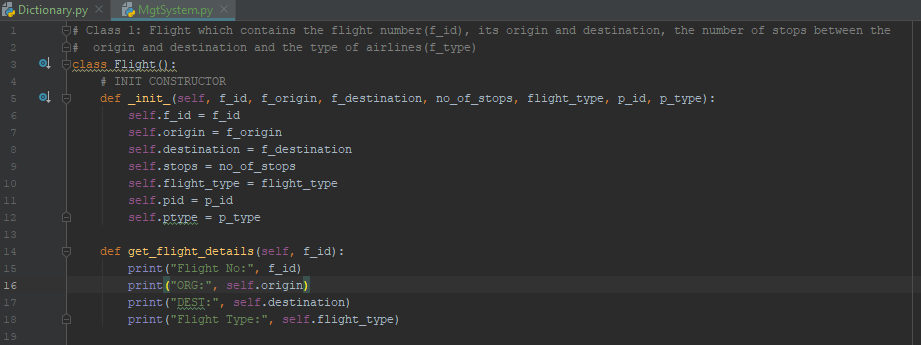 Dictionary.py × MgtSystem.py ×
1 # Class 1: Flight which contains the flight number(f_id), its origin and destination, the number of stops between the
2 #  origin and destination and the type of airlines(f_type)
3 class Flight():
4     # INIT CONSTRUCTOR
5     def _init_(self, f_id, f_origin, f_destination, no_of_stops, flight_type, p_id, p_type):
6         self.f_id = f_id
7         self.origin = f_origin
8         self.destination = f_destination
9         self.stops = no_of_stops
10         self.flight_type = flight_type
11         self.pid = p_id
12         self.ptype = p_type
13
14     def get_flight_details(self, f_id):
15         print("Flight No:", f_id)
16         print("ORG:", self.origin)
17         print("DEST:", self.destination)
18         print("Flight Type:", self.flight_type)
19